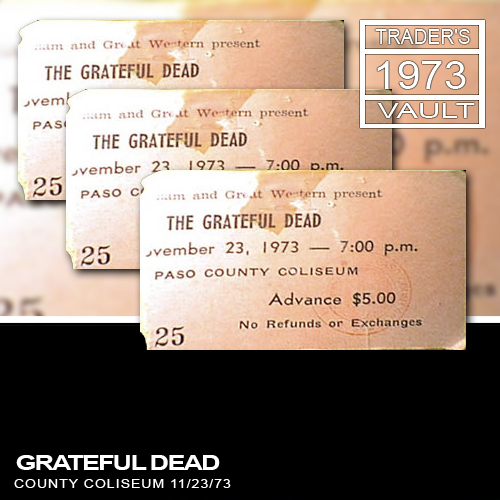 TRADER'S
1973
VAULT
am and Great Western present
THE GRATEFUL DEAD
ovemb
PAS
25
am and Great Western present
THE GRATEFUL DEAD
ovember 23, 1973 — 7:00 p.m.
PASO C
25
am and Great Western present
THE GRATEFUL DEAD
ovember 23, 1973 — 7:00 p.m.
PASO COUNTY COLISEUM
Advance $5.00
No Refunds or Exchanges
25
GRATEFUL DEAD
COUNTY COLISEUM 11/23/73